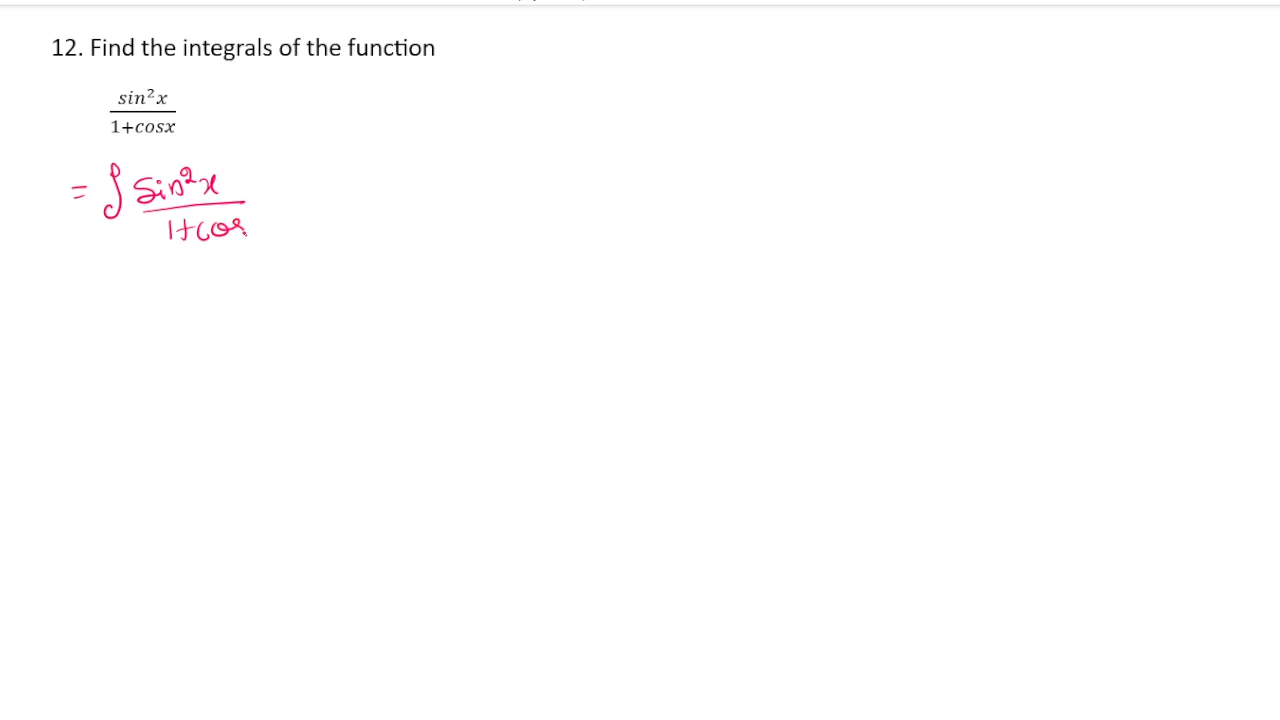 12. Find the integrals of the function
sin²x
1+cosx
= ∫ Sin²x
1+cos